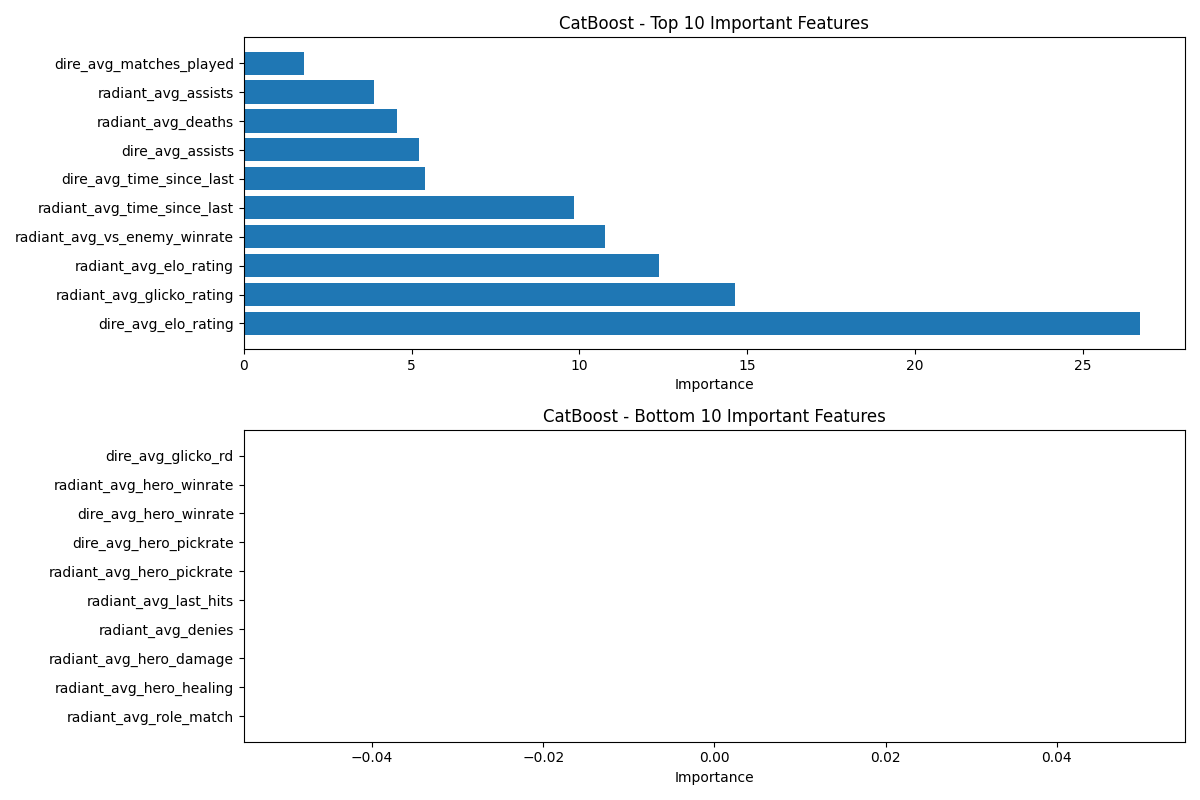 CatBoost - Top 10 Important Features
dire_avg_matches_played
radiant_avg_assists
radiant_avg_deaths
dire_avg_assists
dire_avg_time_since_last
radiant_avg_time_since_last
radiant_avg_vs_enemy_winrate
radiant_avg_elo_rating
radiant_avg_glicko_rating
dire_avg_elo_rating
0 5 10 15 20 25
Importance
CatBoost - Bottom 10 Important Features
dire_avg_glicko_rd
radiant_avg_hero_winrate
dire_avg_hero_winrate
dire_avg_hero_pickrate
radiant_avg_hero_pickrate
radiant_avg_last_hits
radiant_avg_denies
radiant_avg_hero_damage
radiant_avg_hero_healing
radiant_avg_role_match
−0.04 −0.02 0.00 0.02 0.04
Importance